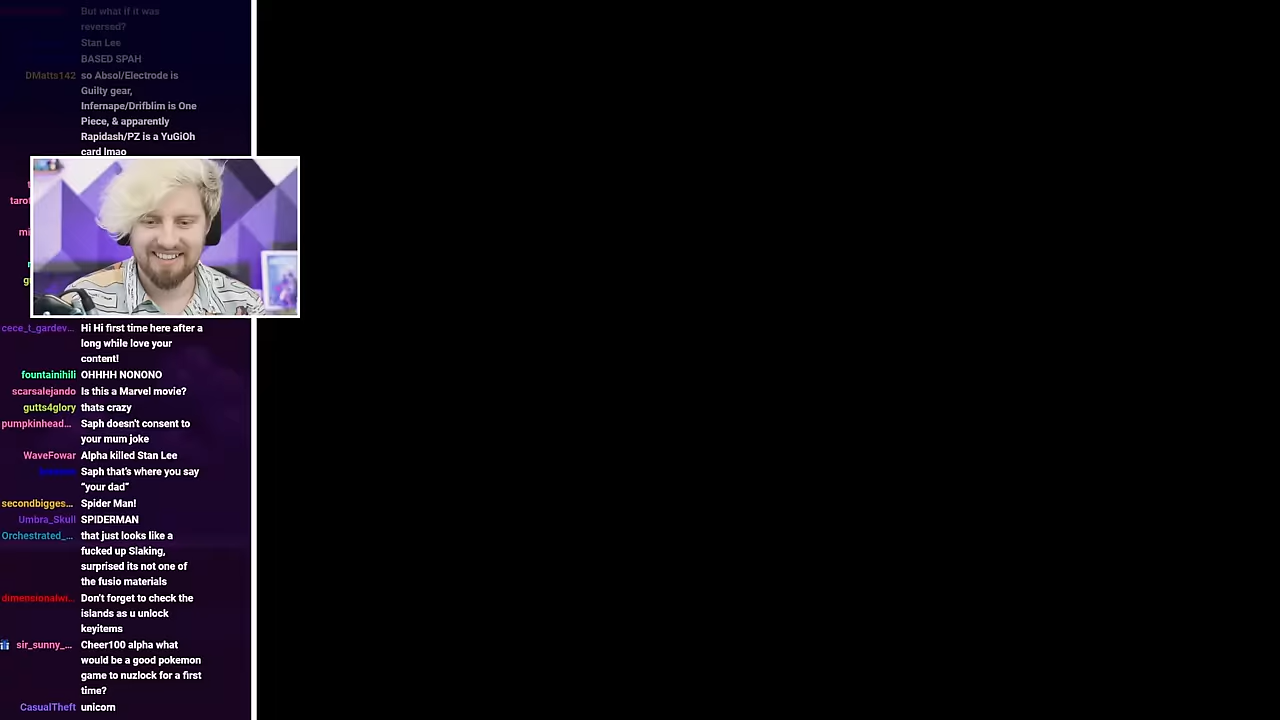 But what if it was
reversed?
Stan Lee
BASED SPAH
DMatts142 so Absol/Electrode is
Guilty gear,
Infernape/Drifblim is One
Piece, & apparently
Rapidash/PZ is a YuGiOh
card lmao
tarot
mi
g
cece_t_gardev... Hi Hi first time here after a
long while love your
content!
fountainihili OHHHH NONONO
scarsalejando Is this a Marvel movie?
gutts4glory thats crazy
pumpkinhead... Saph doesn't consent to
your mum joke
WaveFowar Alpha killed Stan Lee
Saph that's where you say
“your dad”
secondbigges... Spider Man!
Umbra_Skull SPIDERMAN
Orchestrated_... that just looks like a
fucked up Slaking,
surprised its not one of
the fusio materials
dimensionalwi... Don't forget to check the
islands as u unlock
keyitems
sir_sunny_... Cheer100 alpha what
would be a good pokemon
game to nuzlock for a first
time?
CasualTheft unicorn